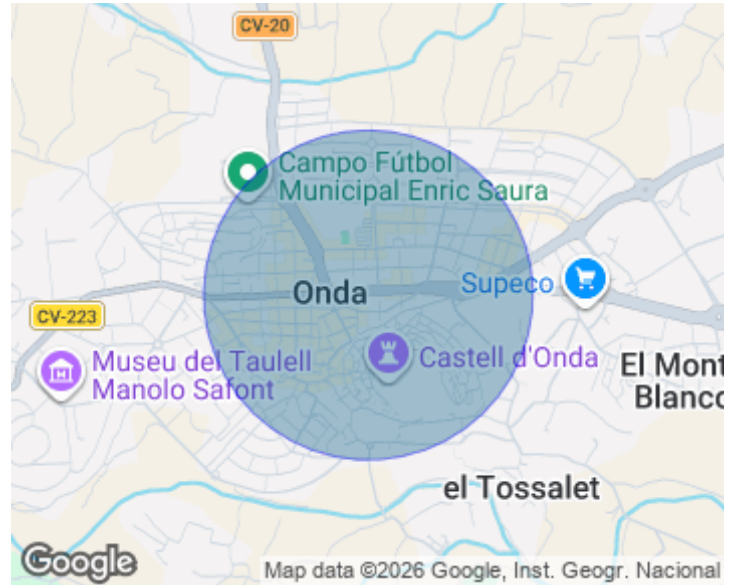 CV-20
Campo Fútbol
Municipal Enric Saura
Onda
Supeco
CV-223
Museu del Taulell
Manolo Safont
Castell d'Onda
El Mont
Blanco
el Tossalet
Google
Map data ©2026 Google, Inst. Geogr. Nacional